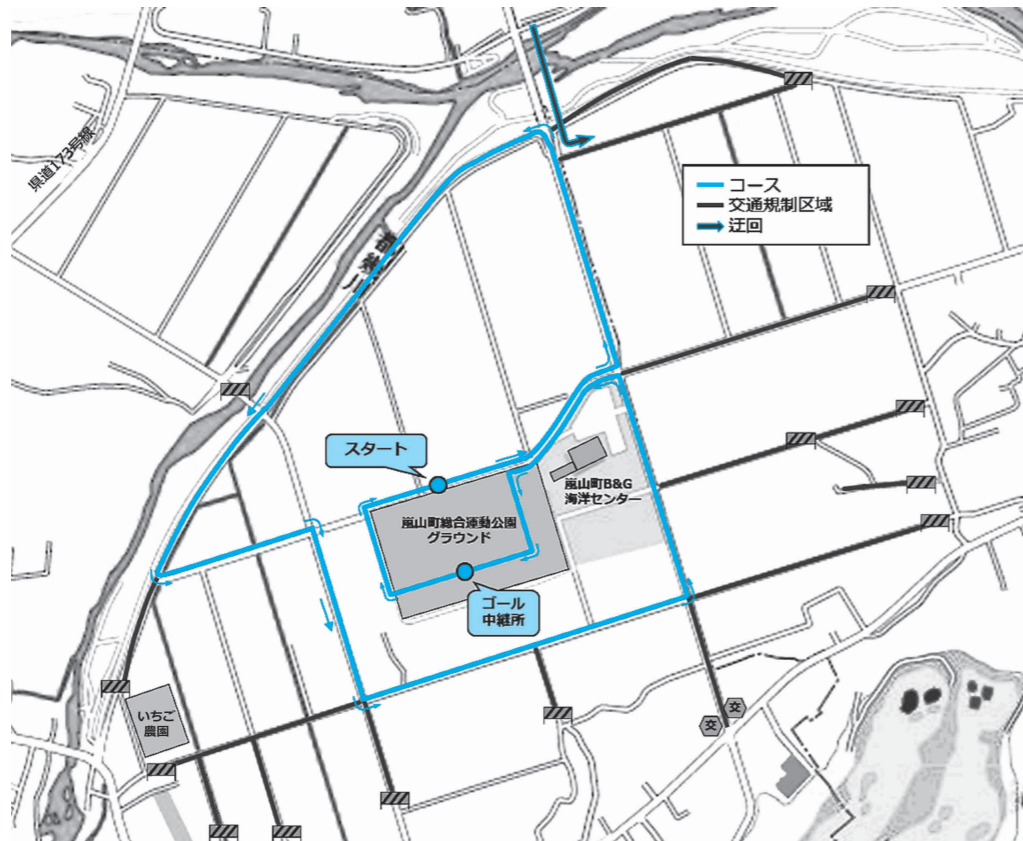 県道173号線
コース
交通規制区域
迂回
スタート
嵐山町B&G
海洋センター
嵐山町総合運動公園
グラウンド
ゴール
中継所
いちご
農園
交
交